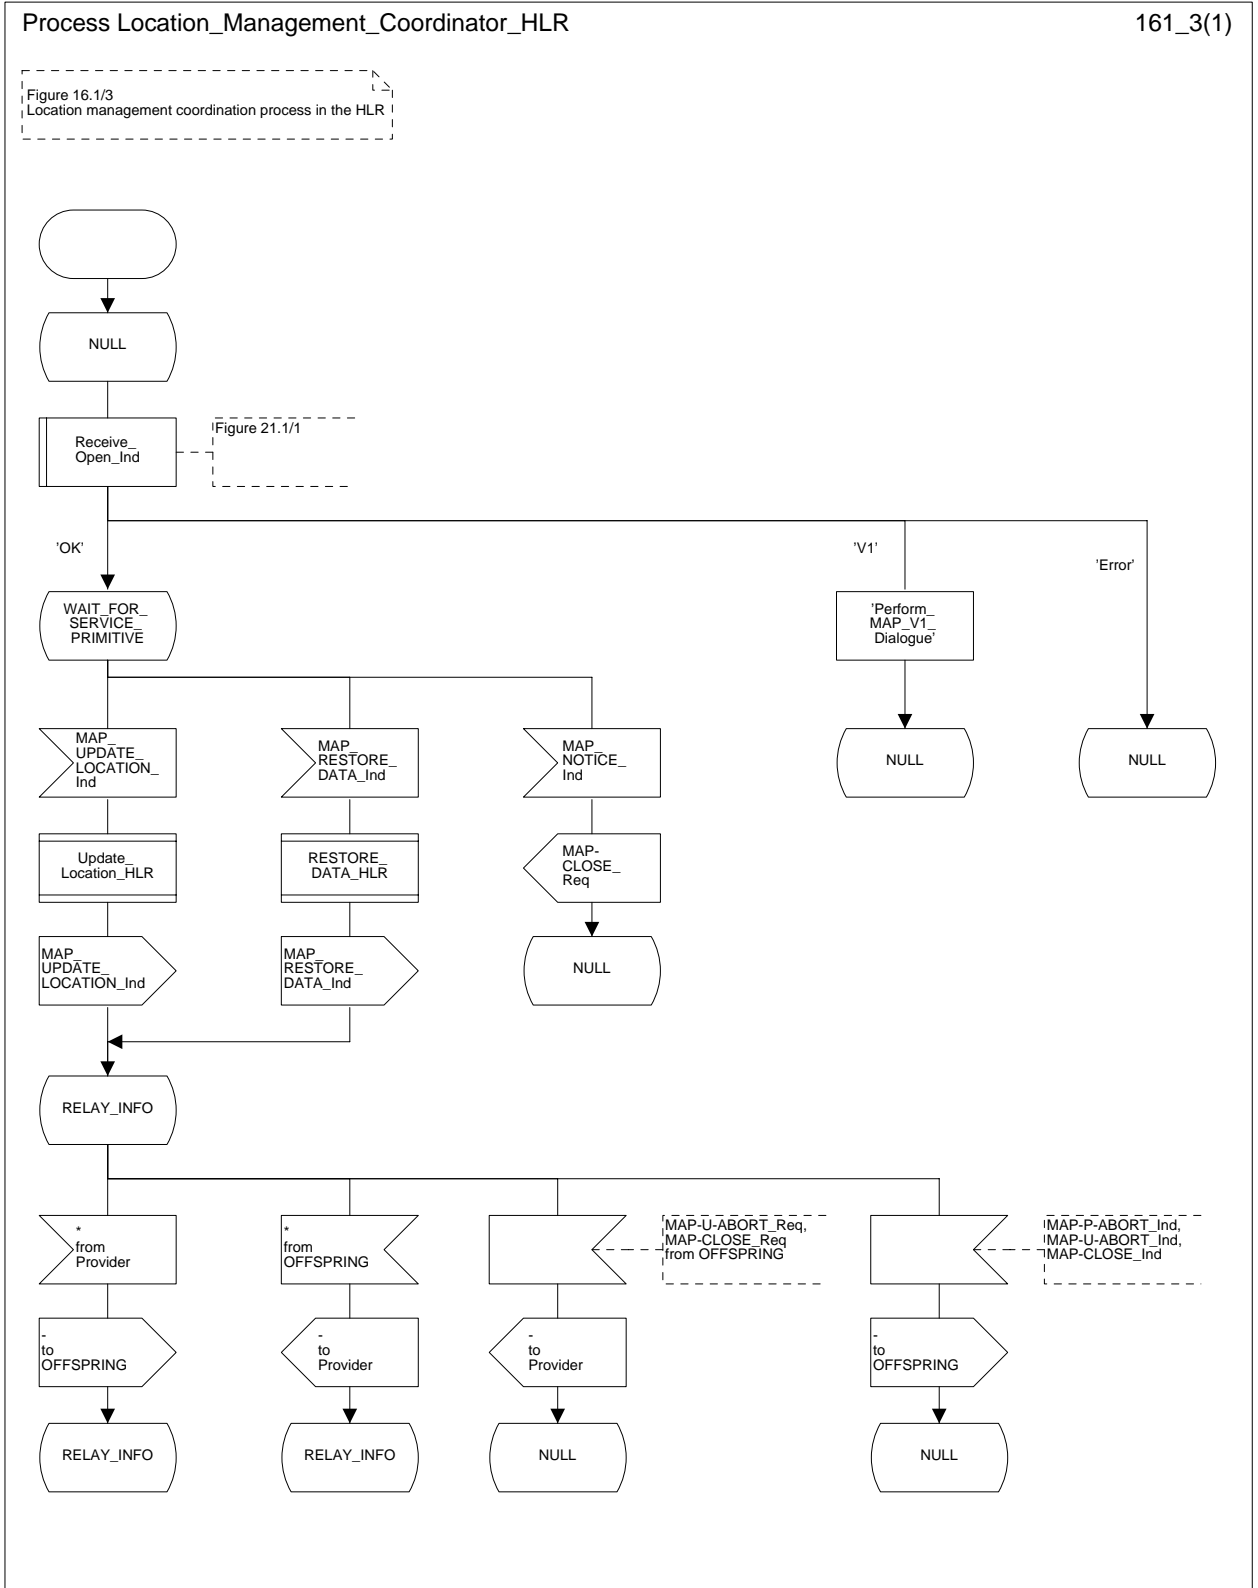 Process Location_Management_Coordinator_HLR
161_3(1)
Figure 16.1/3
Location management coordination process in the HLR
NULL
Receive_
Open_Ind
Figure 21.1/1
'OK'
'V1'
'Error'
WAIT_FOR_
SERVICE_
PRIMITIVE
'Perform_
MAP_V1_
Dialogue'
MAP_
UPDATE_
LOCATION_
Ind
MAP_
RESTORE_
DATA_Ind
MAP_
NOTICE_
Ind
NULL
NULL
Update_
Location_HLR
RESTORE_
DATA_HLR
MAP-
CLOSE_
Req
MAP_
UPDATE_
LOCATION_Ind
MAP_
RESTORE_
DATA_Ind
NULL
RELAY_INFO
*
from
Provider
*
from
OFFSPRING
MAP-U-ABORT_Req,
MAP-CLOSE_Req
from OFFSPRING
MAP-P-ABORT_Ind,
MAP-U-ABORT_Ind,
MAP-CLOSE_Ind
-
to
OFFSPRING
-
to
Provider
-
to
Provider
-
to
OFFSPRING
RELAY_INFO
RELAY_INFO
NULL
NULL